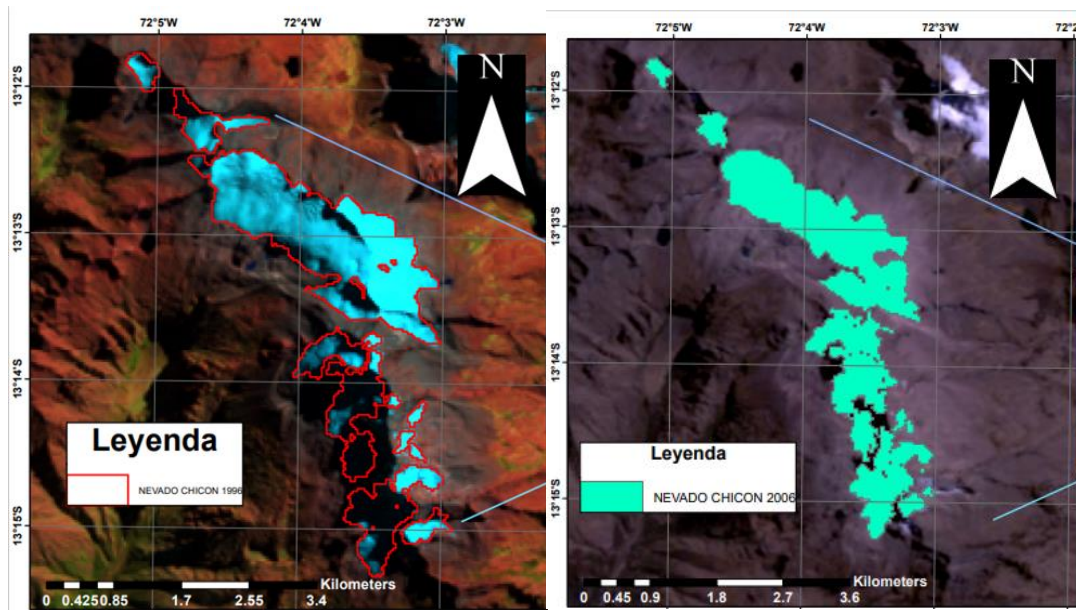 72°5'W 72°4'W 72°3'W
13°12'S
13°13'S
13°14'S
13°15'S
N
Leyenda
NEVADO CHICON 1996
Kilometers
0 0.425 0.85 1.7 2.55 3.4
72°5'W 72°4'W 72°3'W 72°2
13°12'S
13°13'S
13°14'S
13°15'S
N
Leyenda
NEVADO CHICON 2006
Kilometers
0 0.45 0.9 1.8 2.7 3.6